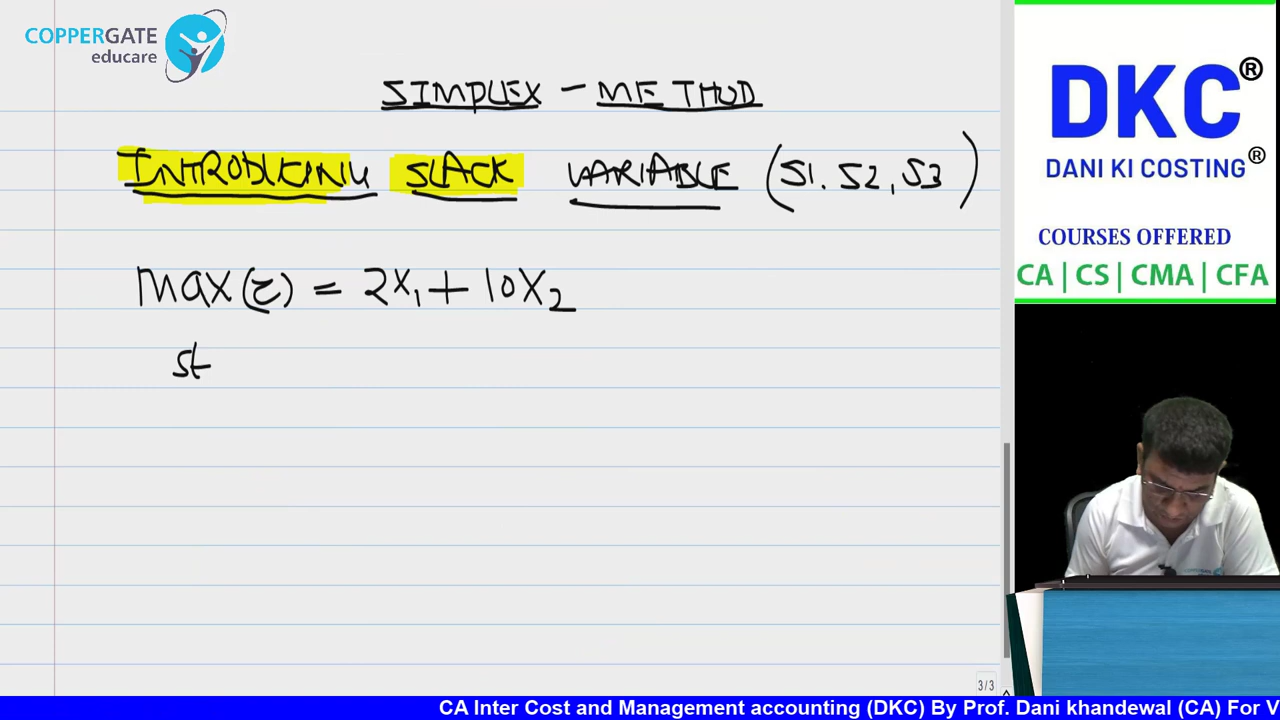 COPPERGATE
educare
SIMPLEX - METHOD
INTRODUCING SLACK VARIABLE (S1. S2, S3)
Max(z) = 2X₁ + 10X₂
st
DKC®
DANI KI COSTING®
COURSES OFFERED
CA | CS | CMA | CFA
3/3
CA Inter Cost and Management accounting (DKC) By Prof. Dani khandewal (CA) For V